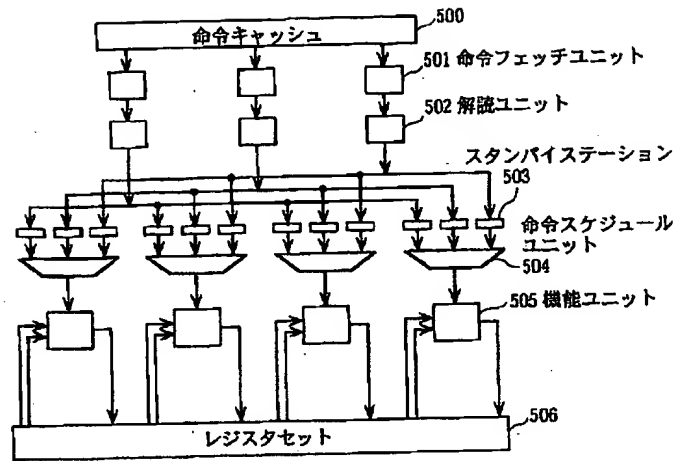 500
命令キャッシュ
501 命令フェッチユニット
502 解読ユニット
スタンバイステーション
503
命令スケジュール
ユニット
504
505 機能ユニット
506
レジスタセット